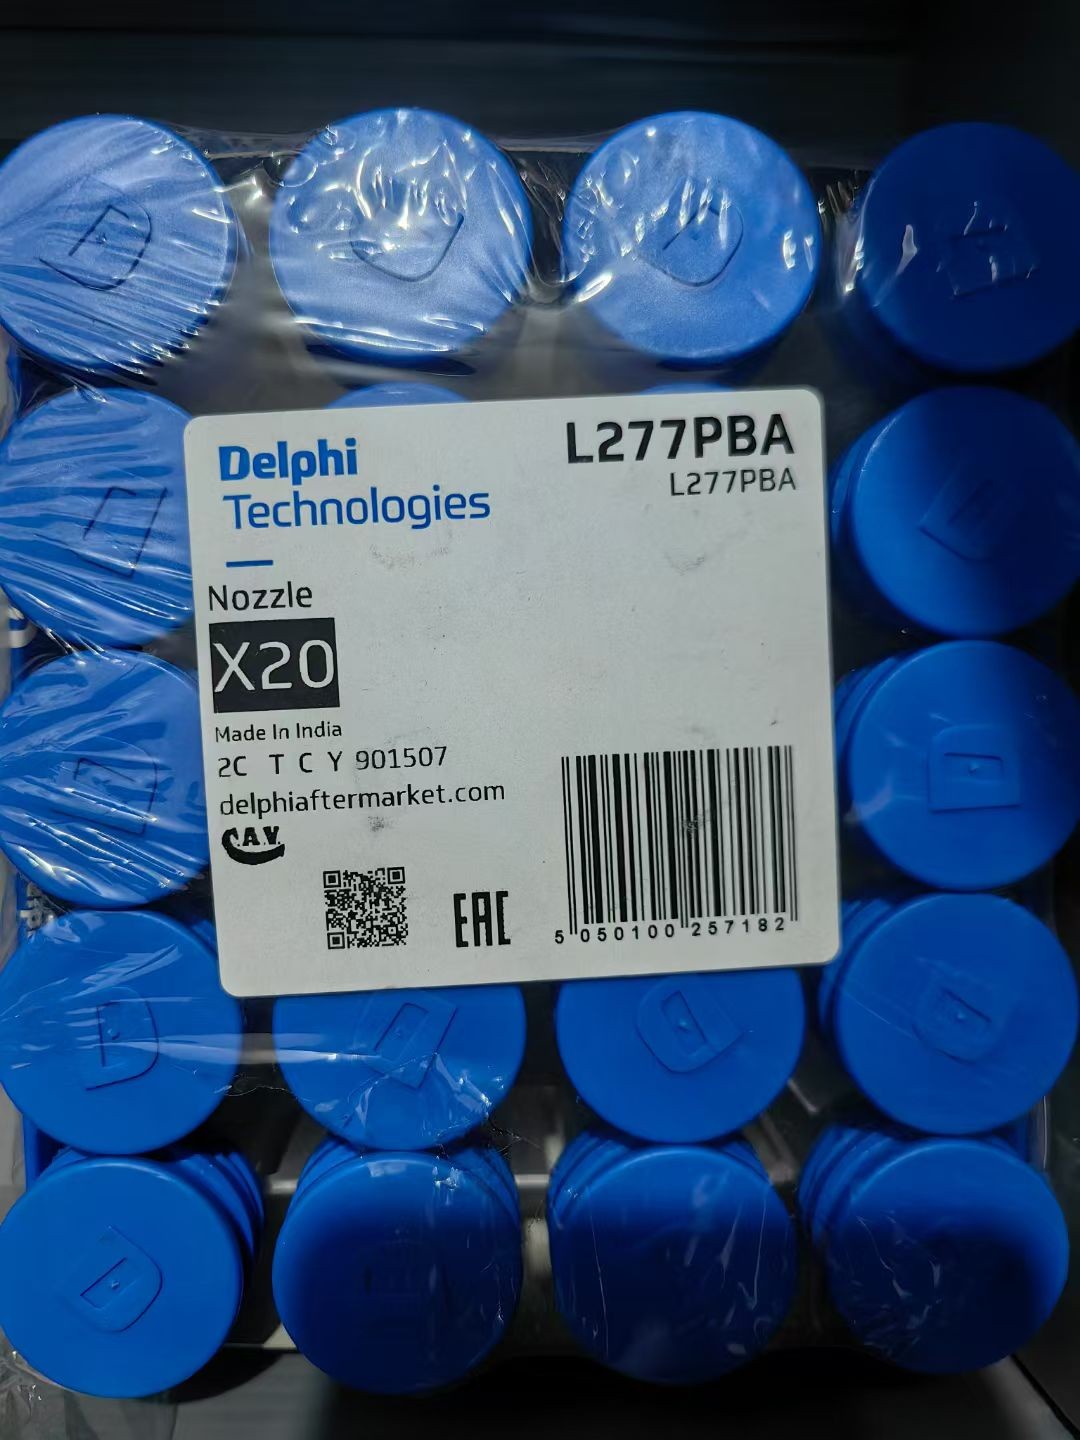 Delphi
Technologies
L277PBA
L277PBA
Nozzle
X20
Made In India
2C T C Y 901507
delphiaftermarket.com
C.A.V.
EAC
5 050100 257182
D
D
D
D
D